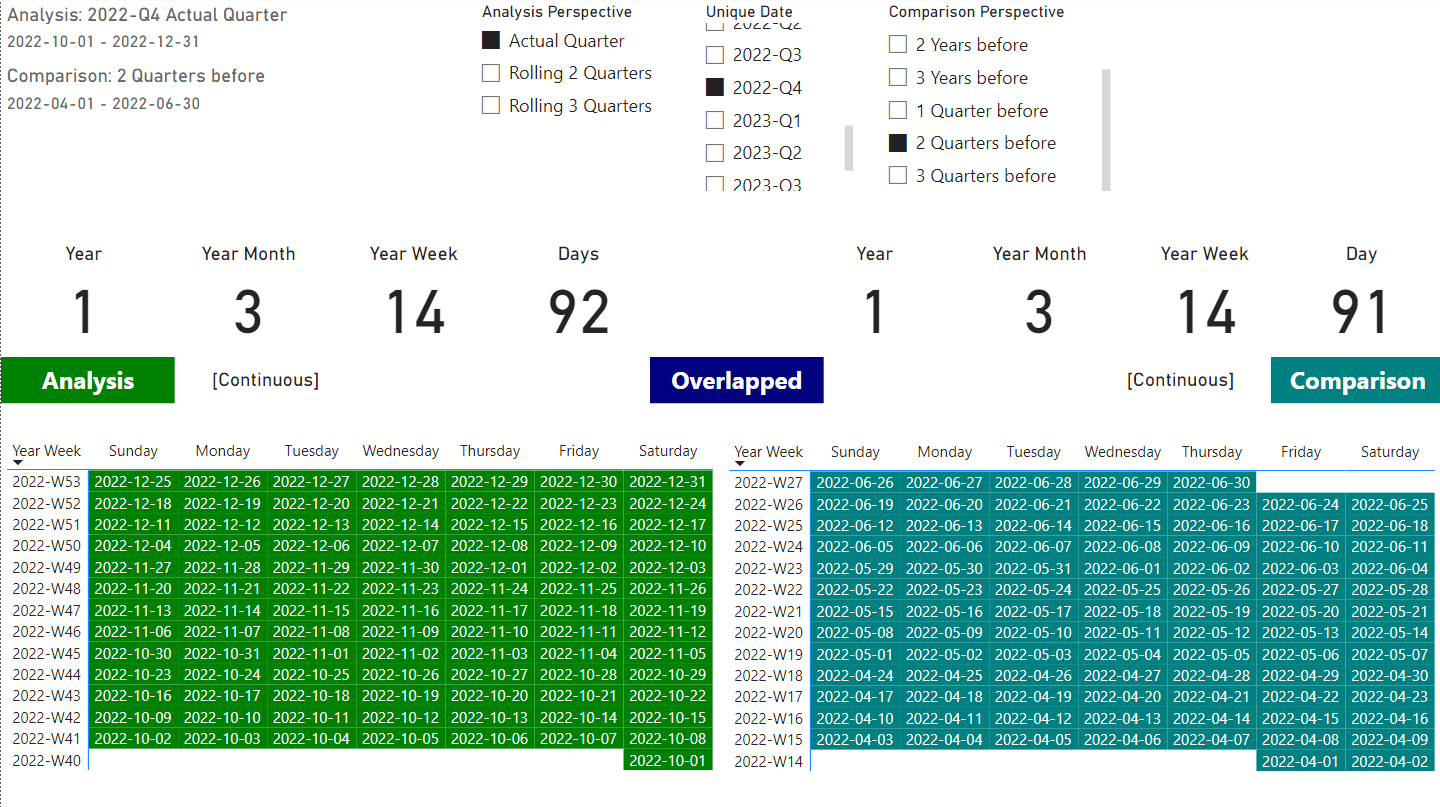 Analysis: 2022-Q4 Actual Quarter
2022-10-01 - 2022-12-31
Comparison: 2 Quarters before
2022-04-01 - 2022-06-30
Analysis Perspective
Actual Quarter
Rolling 2 Quarters
Rolling 3 Quarters
Unique Date
2022-Q2
2022-Q3
2022-Q4
2023-Q1
2023-Q2
2023-Q3
Comparison Perspective
2 Years before
3 Years before
1 Quarter before
2 Quarters before
3 Quarters before
Year Year Month Year Week Days
1 3 14 92
Year Year Month Year Week Day
1 3 14 91
Analysis [Continuous] Overlapped [Continuous] Comparison
Year Week Sunday Monday Tuesday Wednesday Thursday Friday Saturday
2022-W53 2022-12-25 2022-12-26 2022-12-27 2022-12-28 2022-12-29 2022-12-30 2022-12-31
2022-W52 2022-12-18 2022-12-19 2022-12-20 2022-12-21 2022-12-22 2022-12-23 2022-12-24
2022-W51 2022-12-11 2022-12-12 2022-12-13 2022-12-14 2022-12-15 2022-12-16 2022-12-17
2022-W50 2022-12-04 2022-12-05 2022-12-06 2022-12-07 2022-12-08 2022-12-09 2022-12-10
2022-W49 2022-11-27 2022-11-28 2022-11-29 2022-11-30 2022-12-01 2022-12-02 2022-12-03
2022-W48 2022-11-20 2022-11-21 2022-11-22 2022-11-23 2022-11-24 2022-11-25 2022-11-26
2022-W47 2022-11-13 2022-11-14 2022-11-15 2022-11-16 2022-11-17 2022-11-18 2022-11-19
2022-W46 2022-11-06 2022-11-07 2022-11-08 2022-11-09 2022-11-10 2022-11-11 2022-11-12
2022-W45 2022-10-30 2022-10-31 2022-11-01 2022-11-02 2022-11-03 2022-11-04 2022-11-05
2022-W44 2022-10-23 2022-10-24 2022-10-25 2022-10-26 2022-10-27 2022-10-28 2022-10-29
2022-W43 2022-10-16 2022-10-17 2022-10-18 2022-10-19 2022-10-20 2022-10-21 2022-10-22
2022-W42 2022-10-09 2022-10-10 2022-10-11 2022-10-12 2022-10-13 2022-10-14 2022-10-15
2022-W41 2022-10-02 2022-10-03 2022-10-04 2022-10-05 2022-10-06 2022-10-07 2022-10-08
2022-W40 2022-10-01
Year Week Sunday Monday Tuesday Wednesday Thursday Friday Saturday
2022-W27 2022-06-26 2022-06-27 2022-06-28 2022-06-29 2022-06-30
2022-W26 2022-06-19 2022-06-20 2022-06-21 2022-06-22 2022-06-23 2022-06-24 2022-06-25
2022-W25 2022-06-12 2022-06-13 2022-06-14 2022-06-15 2022-06-16 2022-06-17 2022-06-18
2022-W24 2022-06-05 2022-06-06 2022-06-07 2022-06-08 2022-06-09 2022-06-10 2022-06-11
2022-W23 2022-05-29 2022-05-30 2022-05-31 2022-06-01 2022-06-02 2022-06-03 2022-06-04
2022-W22 2022-05-22 2022-05-23 2022-05-24 2022-05-25 2022-05-26 2022-05-27 2022-05-28
2022-W21 2022-05-15 2022-05-16 2022-05-17 2022-05-18 2022-05-19 2022-05-20 2022-05-21
2022-W20 2022-05-08 2022-05-09 2022-05-10 2022-05-11 2022-05-12 2022-05-13 2022-05-14
2022-W19 2022-05-01 2022-05-02 2022-05-03 2022-05-04 2022-05-05 2022-05-06 2022-05-07
2022-W18 2022-04-24 2022-04-25 2022-04-26 2022-04-27 2022-04-28 2022-04-29 2022-04-30
2022-W17 2022-04-17 2022-04-18 2022-04-19 2022-04-20 2022-04-21 2022-04-22 2022-04-23
2022-W16 2022-04-10 2022-04-11 2022-04-12 2022-04-13 2022-04-14 2022-04-15 2022-04-16
2022-W15 2022-04-03 2022-04-04 2022-04-05 2022-04-06 2022-04-07 2022-04-08 2022-04-09
2022-W14 2022-04-01 2022-04-02